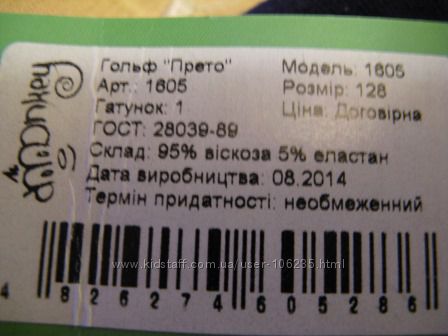 Гольф "Прето" Модель: 1605
Арт.: 1605 Розмір: 128
Гатунок: 1 Ціна: Договірна
ГОСТ: 28039-89
Склад: 95% віскоза 5% еластан
Дата виробництва: 08.2014
Термін придатності: необмеженний
www.kidstaff.com.ua/user-106235.html
4 826274 605286